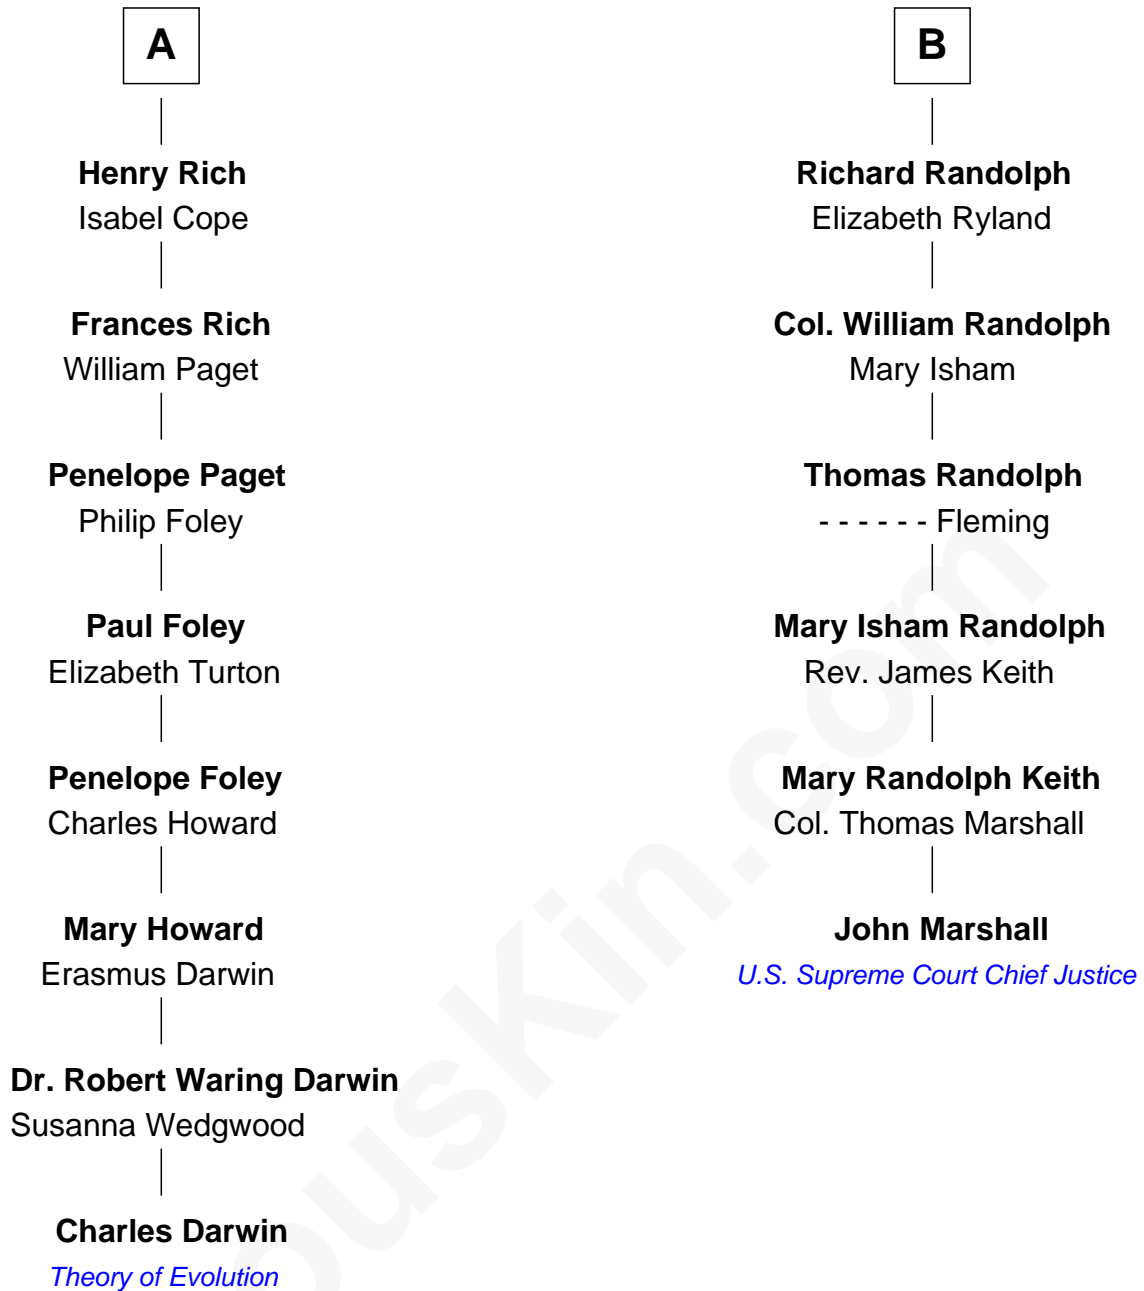 A
Henry Rich
Isabel Cope
Frances Rich
William Paget
Penelope Paget
Philip Foley
Paul Foley
Elizabeth Turton
Penelope Foley
Charles Howard
Mary Howard
Erasmus Darwin
Dr. Robert Waring Darwin
Susanna Wedgwood
Charles Darwin
Theory of Evolution
B
Richard Randolph
Elizabeth Ryland
Col. William Randolph
Mary Isham
Thomas Randolph
- - - - - - Fleming
Mary Isham Randolph
Rev. James Keith
Mary Randolph Keith
Col. Thomas Marshall
John Marshall
U.S. Supreme Court Chief Justice
ousKin.com